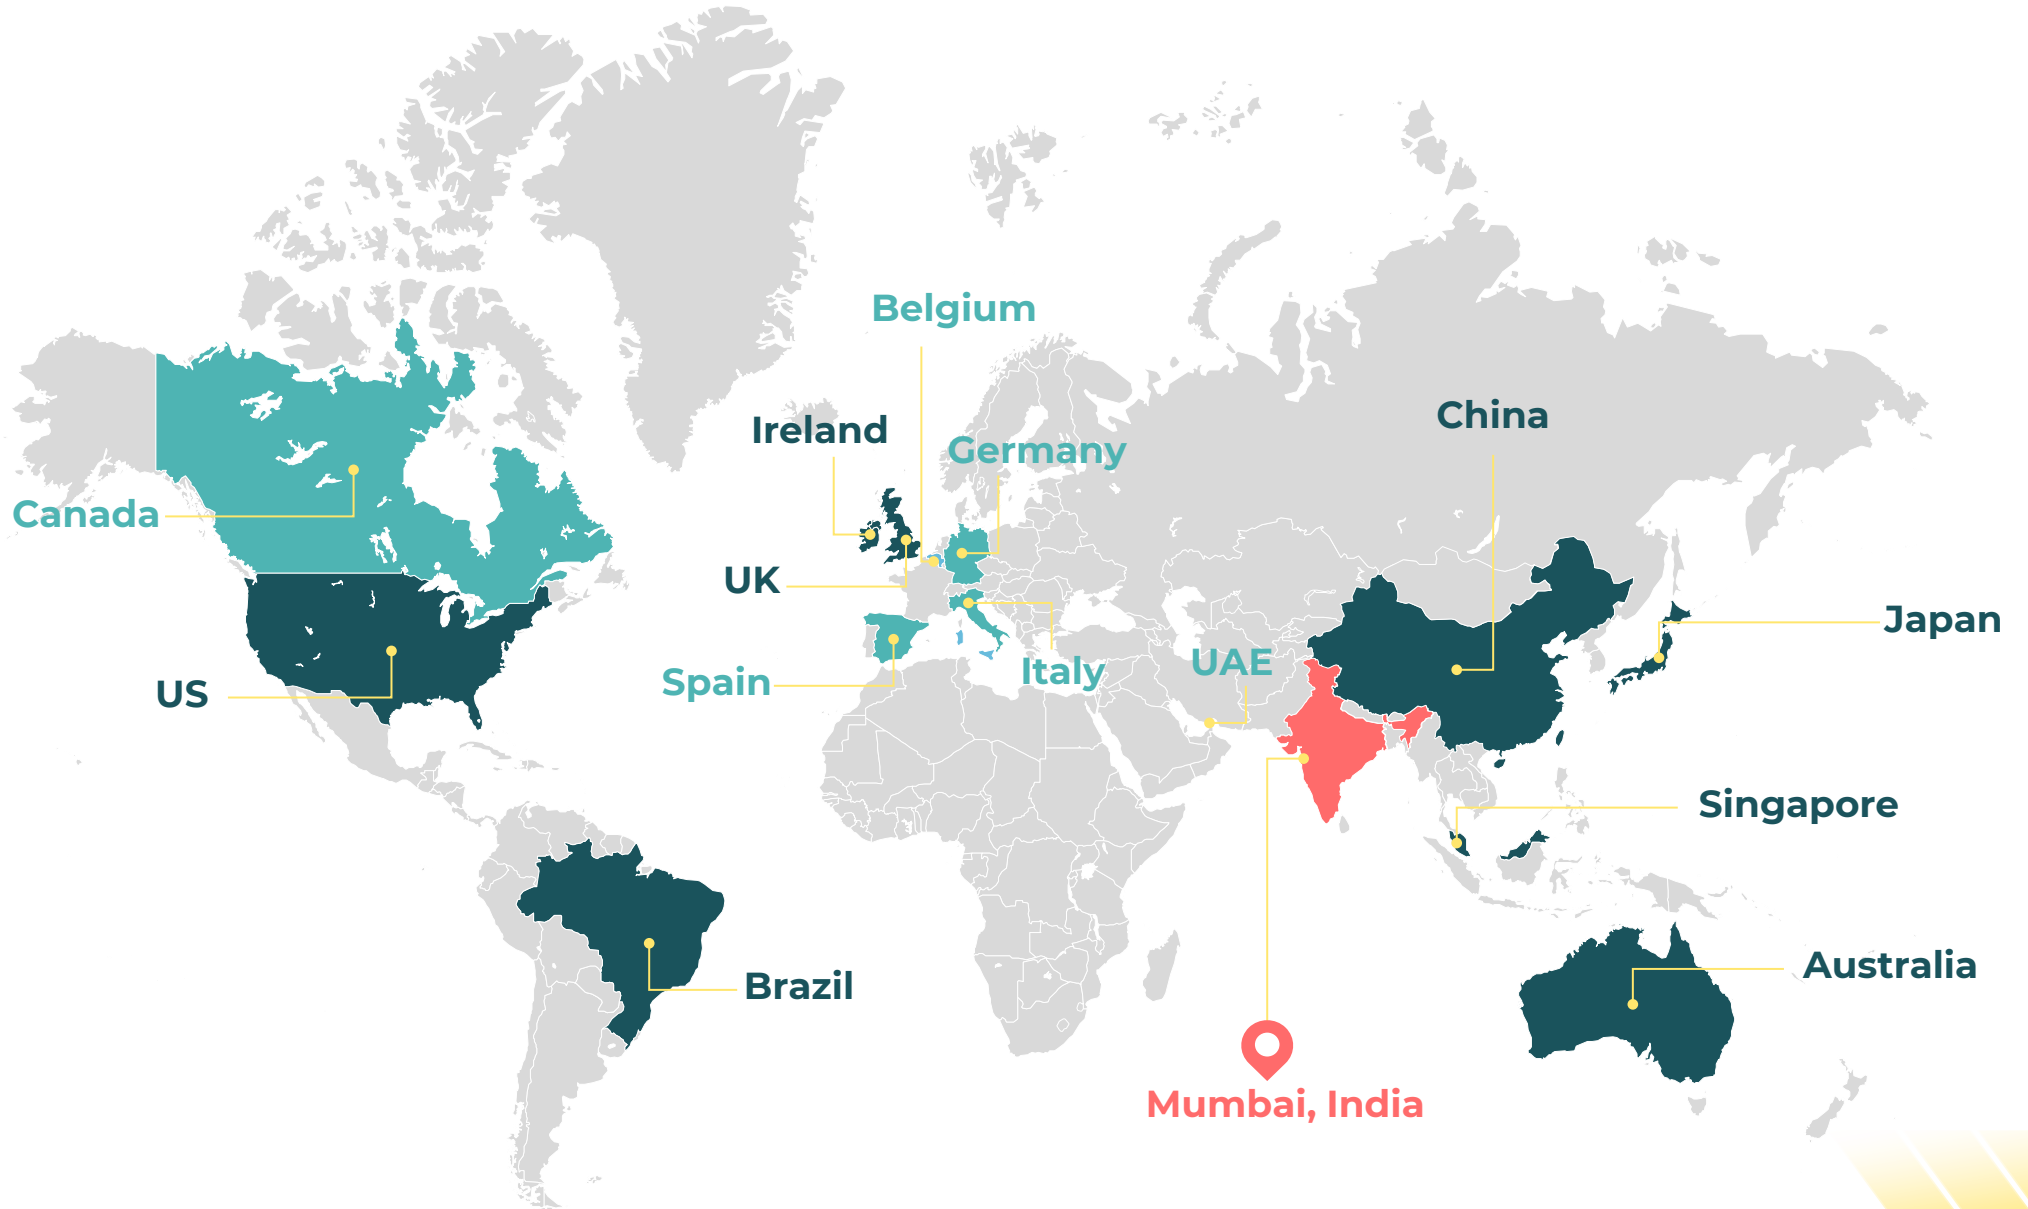 Belgium
China
Ireland
Germany
Canada
UK
Japan
Italy
UAE
Spain
US
Singapore
Australia
Brazil
Mumbai, India